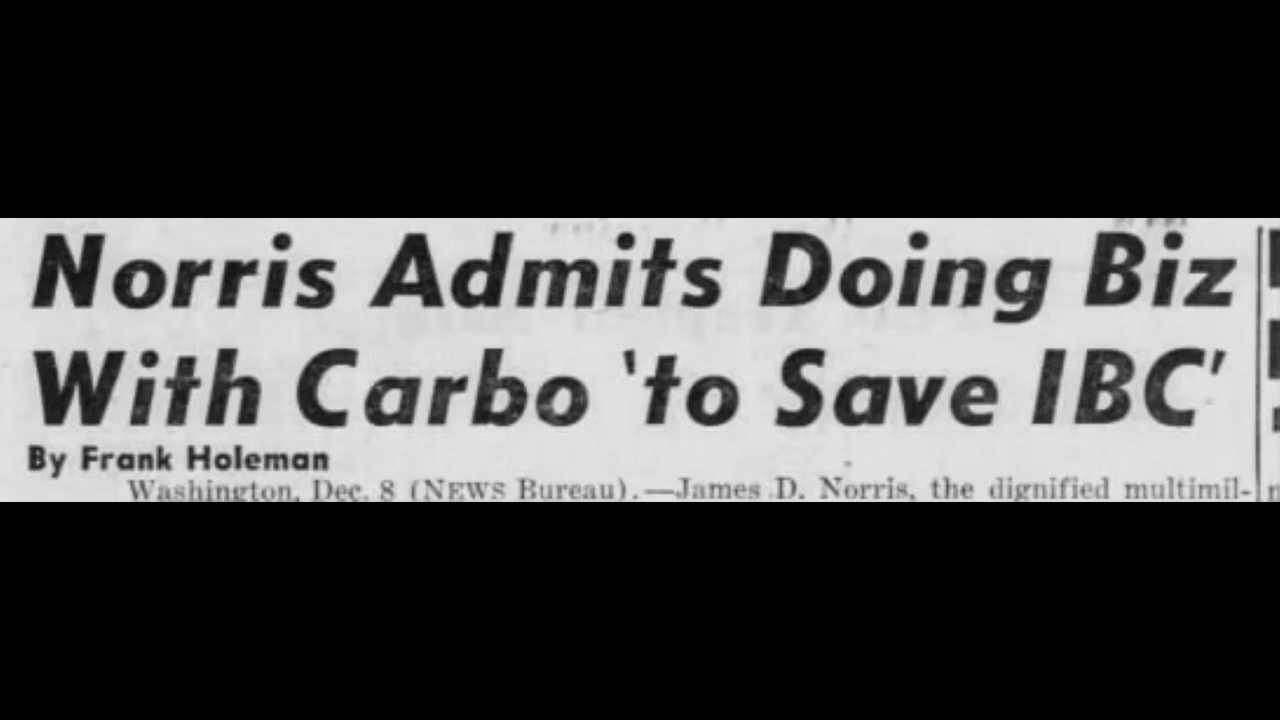 Norris Admits Doing Biz
With Carbo 'to Save IBC'
By Frank Holeman
Washington, Dec. 8 (NEWS Bureau).—James D. Norris, the dignified multimil-